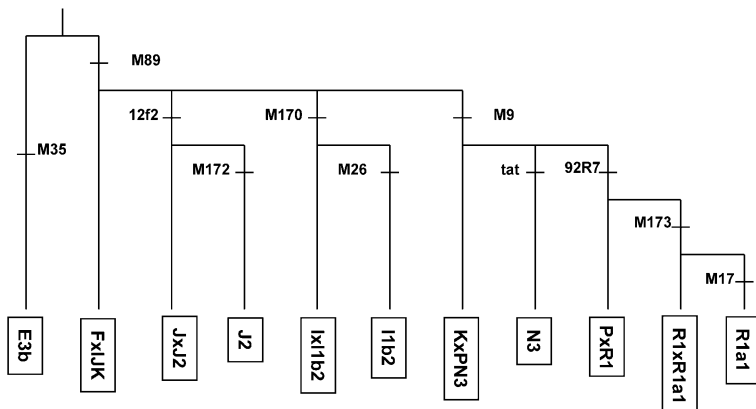 M89
12f2
M170
M9
M35
M172
M26
tat
92R7
M173
M17
E3b
FxIJK
JxJ2
J2
IxI1b2
I1b2
KxPN3
N3
PxR1
R1xR1a1
R1a1